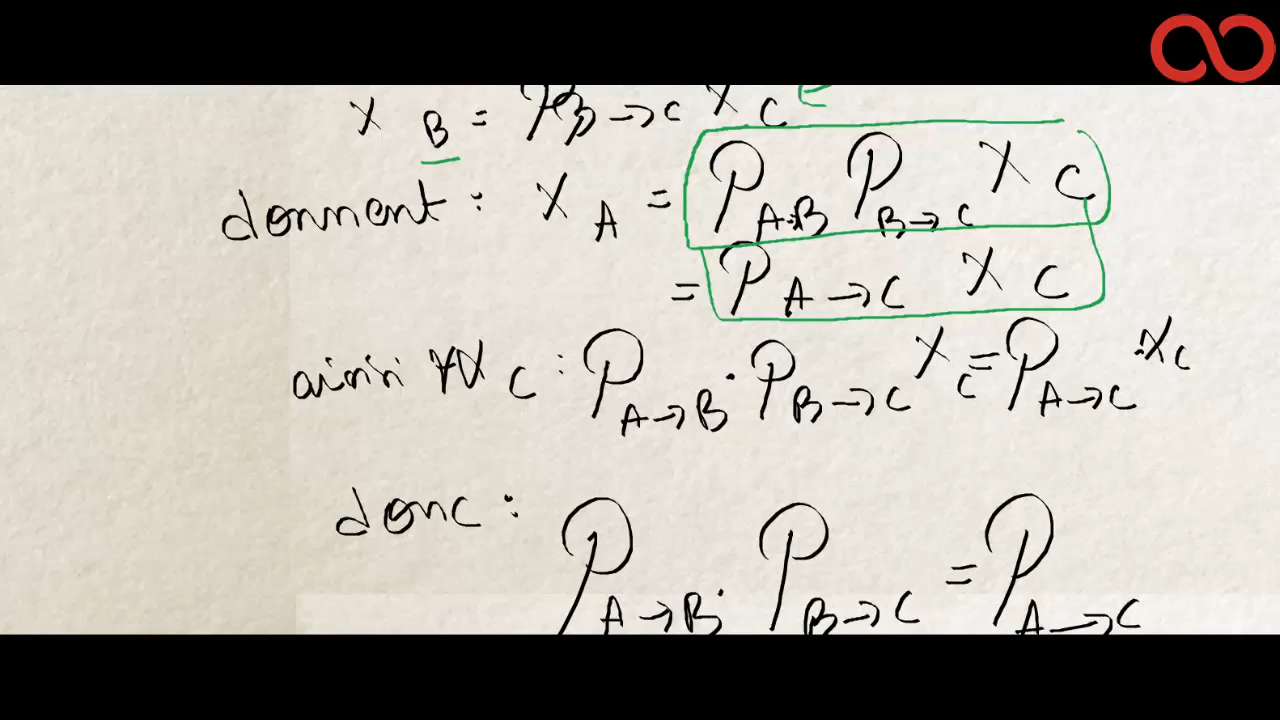 X_B = P_B→C X_C
donnent : X_A = P_A→B P_B→C X_C
= P_A→C X_C
ainsi ∀X_C : P_A→B . P_B→C X_C = P_A→C . X_C
donc : P_A→B . P_B→C = P_A→C